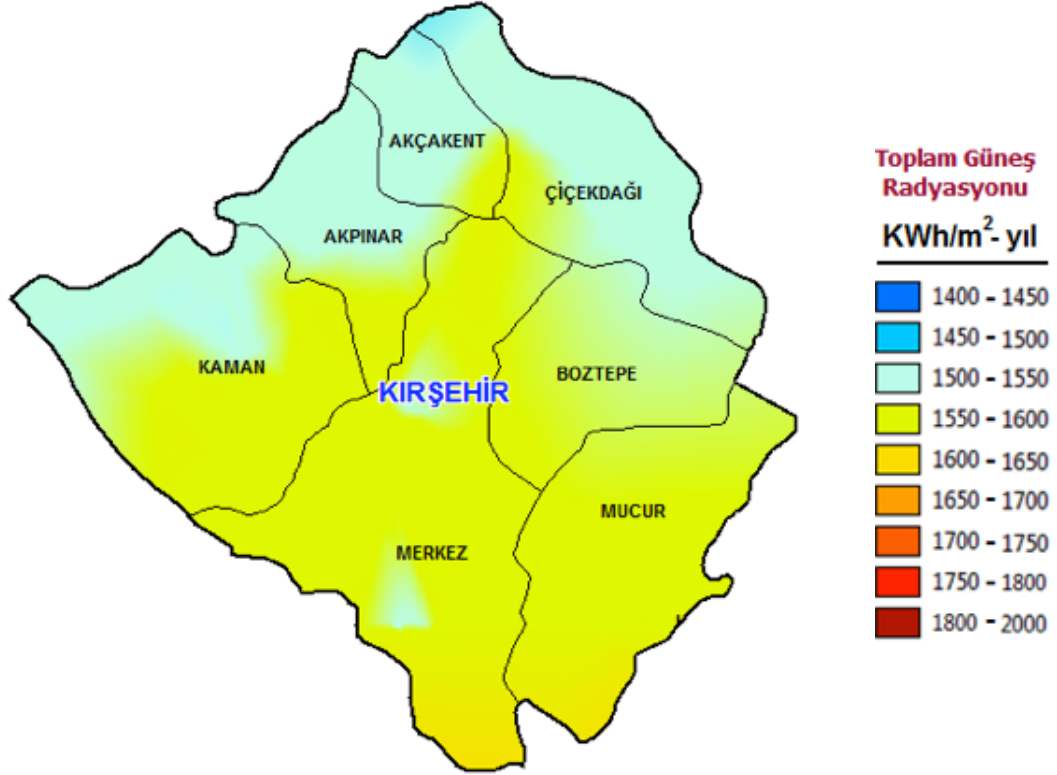 AKÇAKENT
ÇİÇEKDAĞI
AKPINAR
KAMAN
KIRŞEHİR
BOZTEPE
MUCUR
MERKEZ
Toplam Güneş
Radyasyonu
KWh/m²- yıl
1400 - 1450
1450 - 1500
1500 - 1550
1550 - 1600
1600 - 1650
1650 - 1700
1700 - 1750
1750 - 1800
1800 - 2000